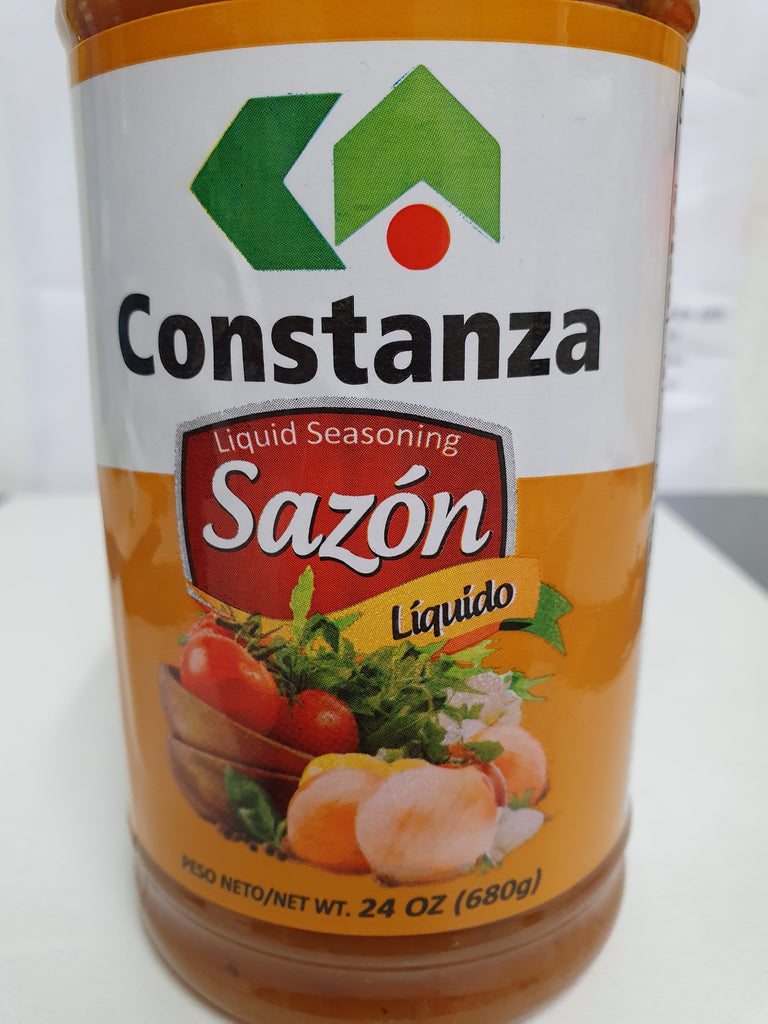 Constanza
Liquid Seasoning
Sazón
Líquido
PESO NETO/NET WT. 24 OZ (680g)